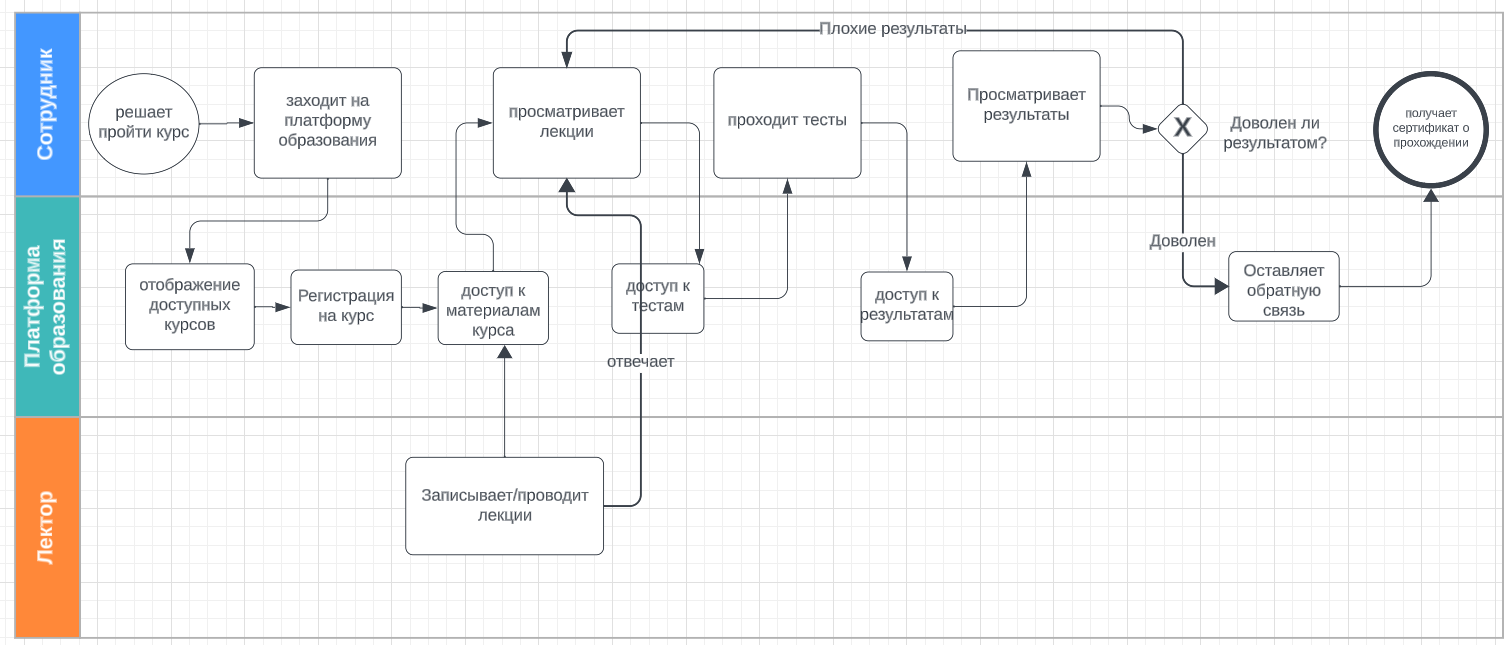 Сотрудник
решает
пройти курс
заходит на
платформу
образования
просматривает
лекции
Плохие результаты
проходит тесты
Просматривает
результаты
X
Доволен ли
результатом?
получает
сертификат о
прохождении
Платформа
образования
отображение
доступных
курсов
Регистрация
на курс
доступ к
материалам
курса
доступ к
тестам
отвечает
доступ к
результатам
Доволен
Оставляет
обратную
связь
Лектор
Записывает/проводит
лекции